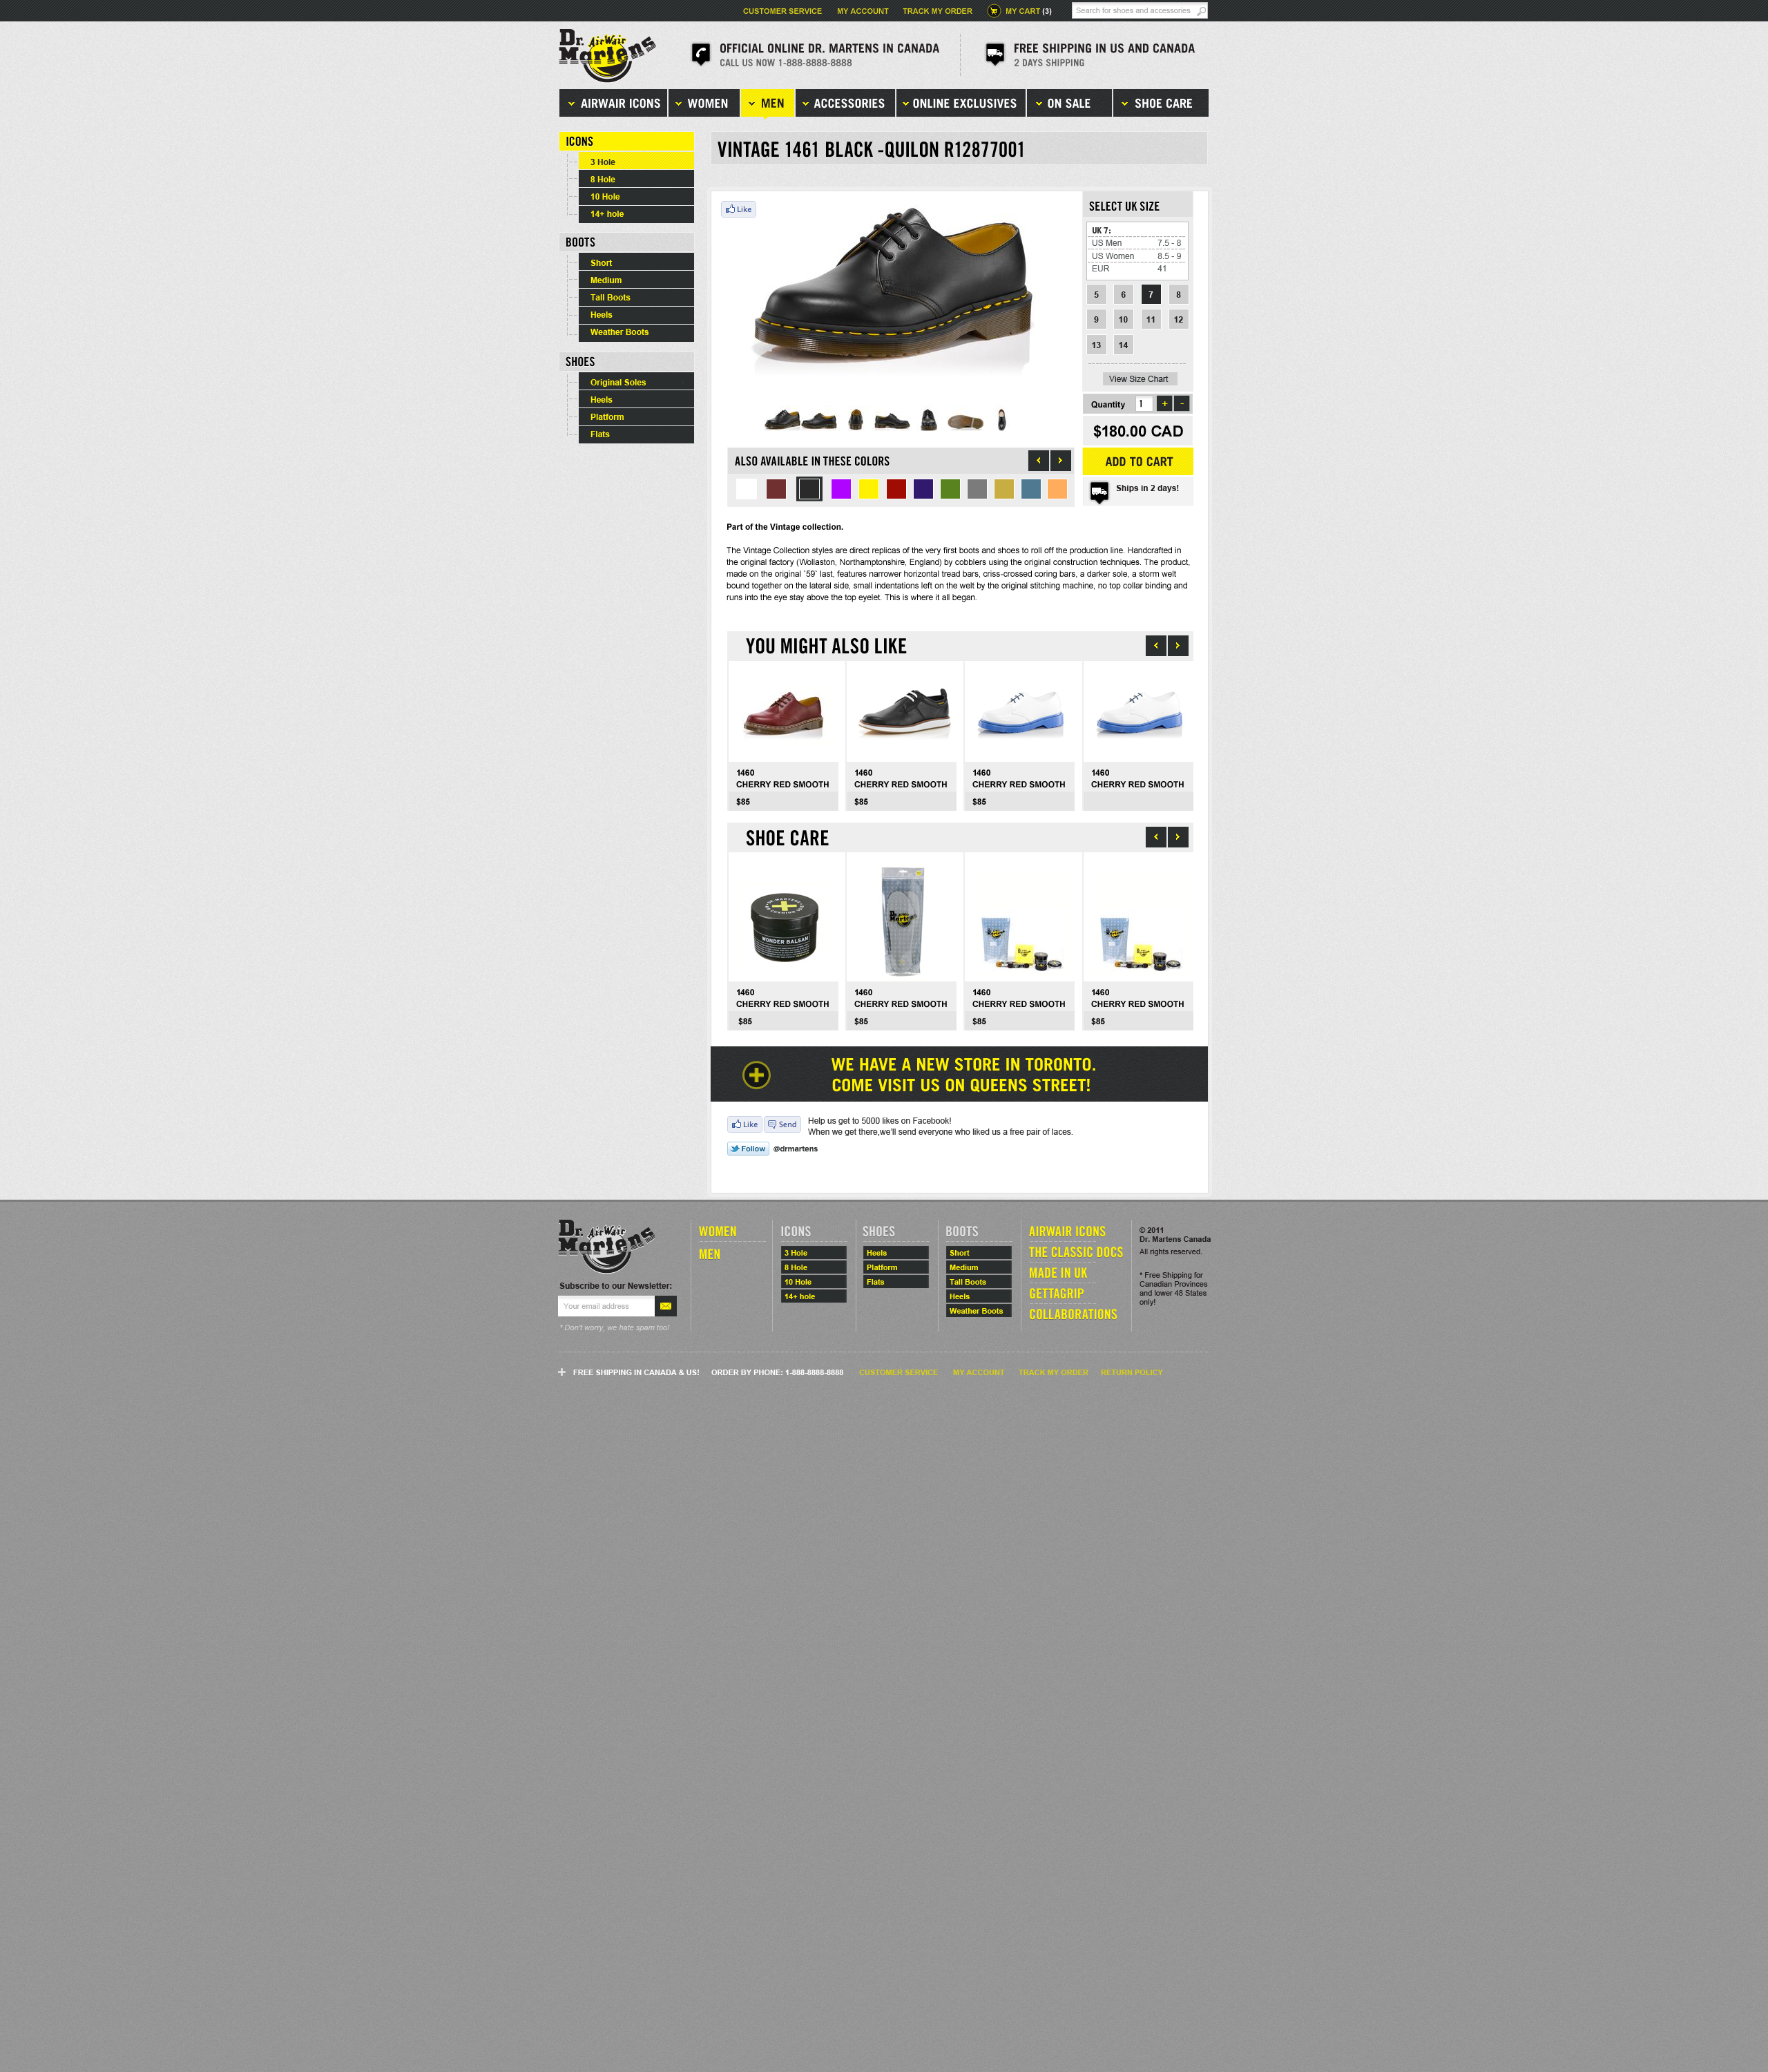 CUSTOMER SERVICE MY ACCOUNT TRACK MY ORDER MY CART (3) Search for shoes and accessories
Dr. AirWair
Martens
OFFICIAL ONLINE DR. MARTENS IN CANADA
CALL US NOW 1-888-8888-8888
FREE SHIPPING IN US AND CANADA
2 DAYS SHIPPING
AIRWAIR ICONS WOMEN MEN ACCESSORIES ONLINE EXCLUSIVES ON SALE SHOE CARE
ICONS
3 Hole
8 Hole
10 Hole
14+ hole
BOOTS
Short
Medium
Tall Boots
Heels
Weather Boots
SHOES
Original Soles
Heels
Platform
Flats
VINTAGE 1461 BLACK -QUILON R12877001
Like
SELECT UK SIZE
UK 7:
US Men 7.5 - 8
US Women 8.5 - 9
EUR 41
5 6 7 8
9 10 11 12
13 14
View Size Chart
Quantity 1 + -
$180.00 CAD
ADD TO CART
Ships in 2 days!
ALSO AVAILABLE IN THESE COLORS
Part of the Vintage collection.
The Vintage Collection styles are direct replicas of the very first boots and shoes to roll off the production line. Handcrafted in
the original factory (Wollaston, Northamptonshire, England) by cobblers using the original construction techniques. The product,
made on the original `59` last, features narrower horizontal tread bars, criss-crossed coring bars, a darker sole, a storm welt
bound together on the lateral side, small indentations left on the welt by the original stitching machine, no top collar binding and
runs into the eye stay above the top eyelet. This is where it all began.
YOU MIGHT ALSO LIKE
1460 1460 1460 1460
CHERRY RED SMOOTH CHERRY RED SMOOTH CHERRY RED SMOOTH CHERRY RED SMOOTH
$85 $85 $85
SHOE CARE
WONDER BALSAM
Dr. Martens
1460 1460 1460 1460
CHERRY RED SMOOTH CHERRY RED SMOOTH CHERRY RED SMOOTH CHERRY RED SMOOTH
$85 $85 $85 $85
WE HAVE A NEW STORE IN TORONTO.
COME VISIT US ON QUEENS STREET!
Like Send
Help us get to 5000 likes on Facebook!
When we get there,we'll send everyone who liked us a free pair of laces.
Follow @drmartens
Dr. AirWair
Martens
Subscribe to our Newsletter:
Your email address
* Don't worry, we hate spam too!
WOMEN
MEN
ICONS
3 Hole
8 Hole
10 Hole
14+ hole
SHOES
Heels
Platform
Flats
BOOTS
Short
Medium
Tall Boots
Heels
Weather Boots
AIRWAIR ICONS
THE CLASSIC DOCS
MADE IN UK
GETTAGRIP
COLLABORATIONS
© 2011
Dr. Martens Canada
All rights reserved.
* Free Shipping for
Canadian Provinces
and lower 48 States
only!
FREE SHIPPING IN CANADA & US! ORDER BY PHONE: 1-888-8888-8888 CUSTOMER SERVICE MY ACCOUNT TRACK MY ORDER RETURN POLICY